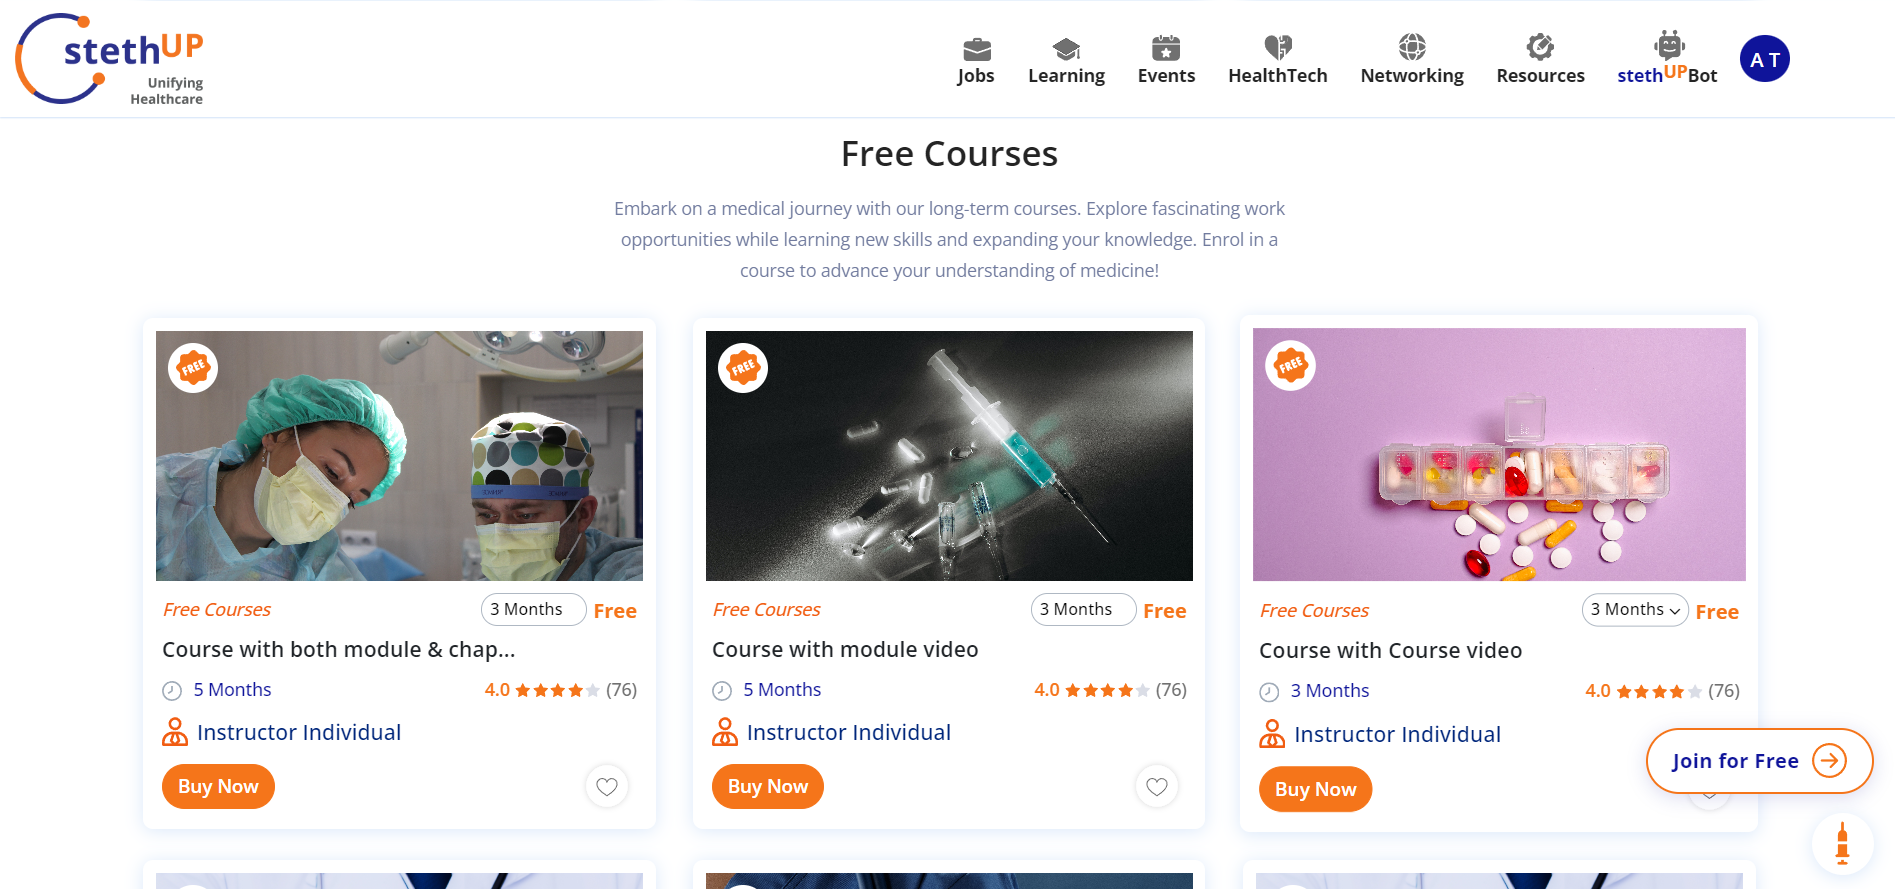 stethUP
Unifying
Healthcare
Jobs
Learning
Events
HealthTech
Networking
Resources
stethUPBot
A T
Free Courses
Embark on a medical journey with our long-term courses. Explore fascinating work
opportunities while learning new skills and expanding your knowledge. Enrol in a
course to advance your understanding of medicine!
FREE
Free Courses
3 Months
Free
Course with both module & chap...
5 Months
4.0
(76)
Instructor Individual
Buy Now
FREE
Free Courses
3 Months
Free
Course with module video
5 Months
4.0
(76)
Instructor Individual
Buy Now
FREE
Free Courses
3 Months
Free
Course with Course video
3 Months
4.0
(76)
Instructor Individual
Buy Now
Join for Free